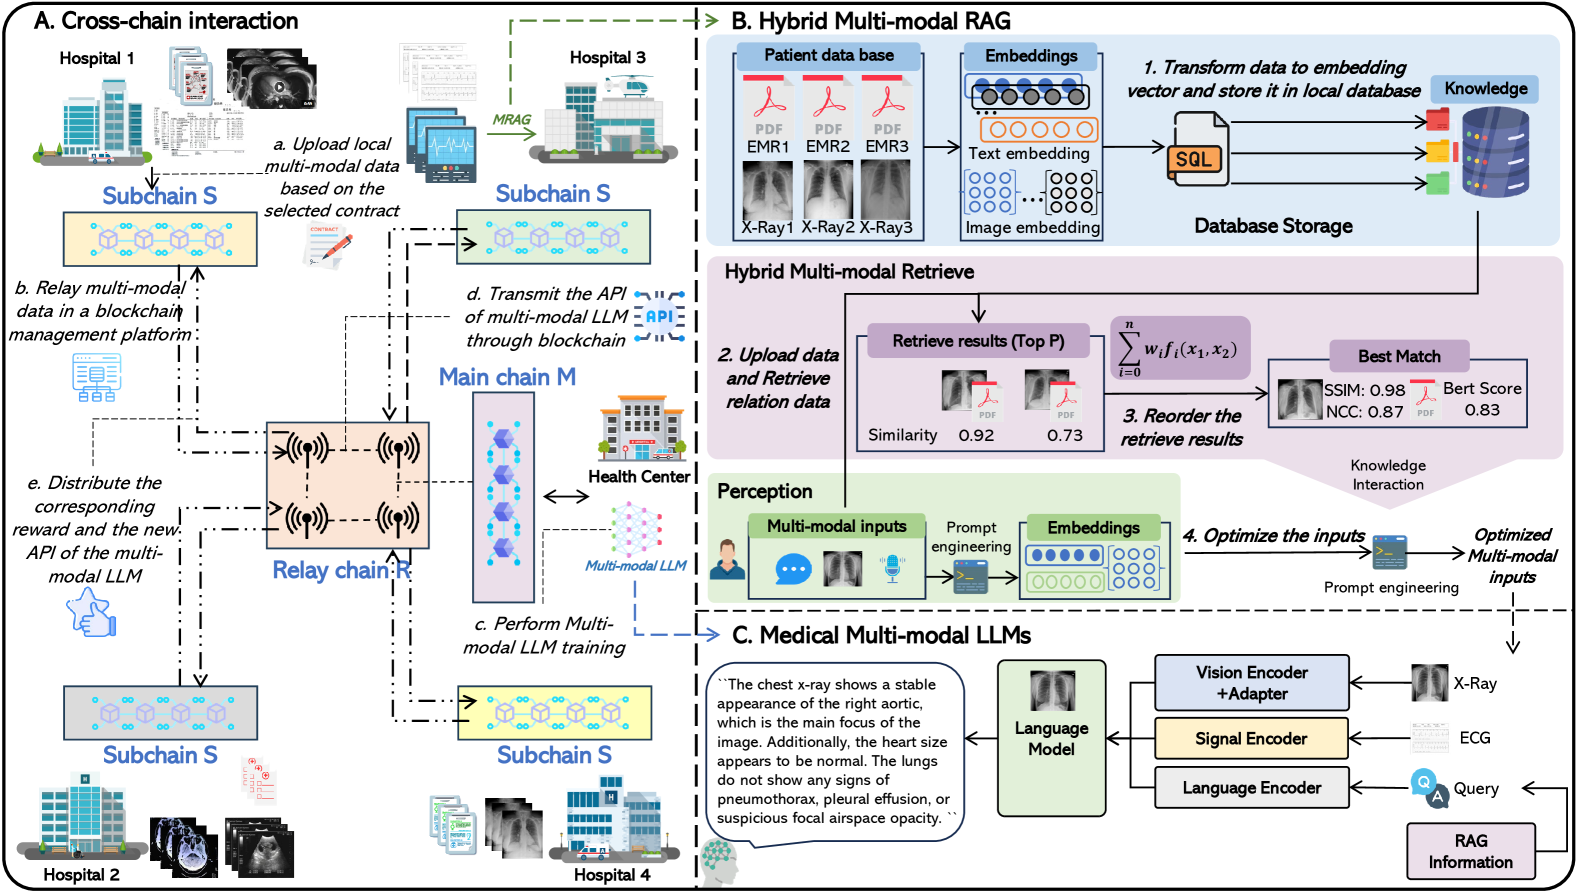 A. Cross-chain interaction
Hospital 1
Hospital 3
MRAG
a. Upload local
multi-modal data
based on the
selected contract
Subchain S
Subchain S
CONTRACT
b. Relay multi-modal
data in a blockchain
management platform
d. Transmit the API
of multi-modal LLM
through blockchain
API
Main chain M
Health Center
e. Distribute the
corresponding
reward and the new
API of the multi-
modal LLM
Relay chain R
Multi-modal LLM
c. Perform Multi-
modal LLM training
Subchain S
Subchain S
Hospital 2
Hospital 4
B. Hybrid Multi-modal RAG
Patient data base
PDF
PDF
PDF
EMR1
EMR2
EMR3
X-Ray1
X-Ray2
X-Ray3
Embeddings
Text embedding
Image embedding
1. Transform data to embedding
vector and store it in local database
SQL
Knowledge
Database Storage
Hybrid Multi-modal Retrieve
2. Upload data
and Retrieve
relation data
Retrieve results (Top P)
PDF
PDF
Similarity
0.92
0.73
n
∑ wᵢfᵢ(x₁,x₂)
i=0
3. Reorder the
retrieve results
Best Match
SSIM: 0.98
NCC: 0.87
PDF
Bert Score
0.83
Knowledge
Interaction
Perception
Multi-modal inputs
Prompt
engineering
Embeddings
4. Optimize the inputs
Prompt engineering
Optimized
Multi-modal
inputs
C. Medical Multi-modal LLMs
``The chest x-ray shows a stable
appearance of the right aortic,
which is the main focus of the
image. Additionally, the heart size
appears to be normal. The lungs
do not show any signs of
pneumothorax, pleural effusion, or
suspicious focal airspace opacity. ``
Language
Model
Vision Encoder
+Adapter
Signal Encoder
Language Encoder
X-Ray
ECG
Q
A
Query
RAG
Information